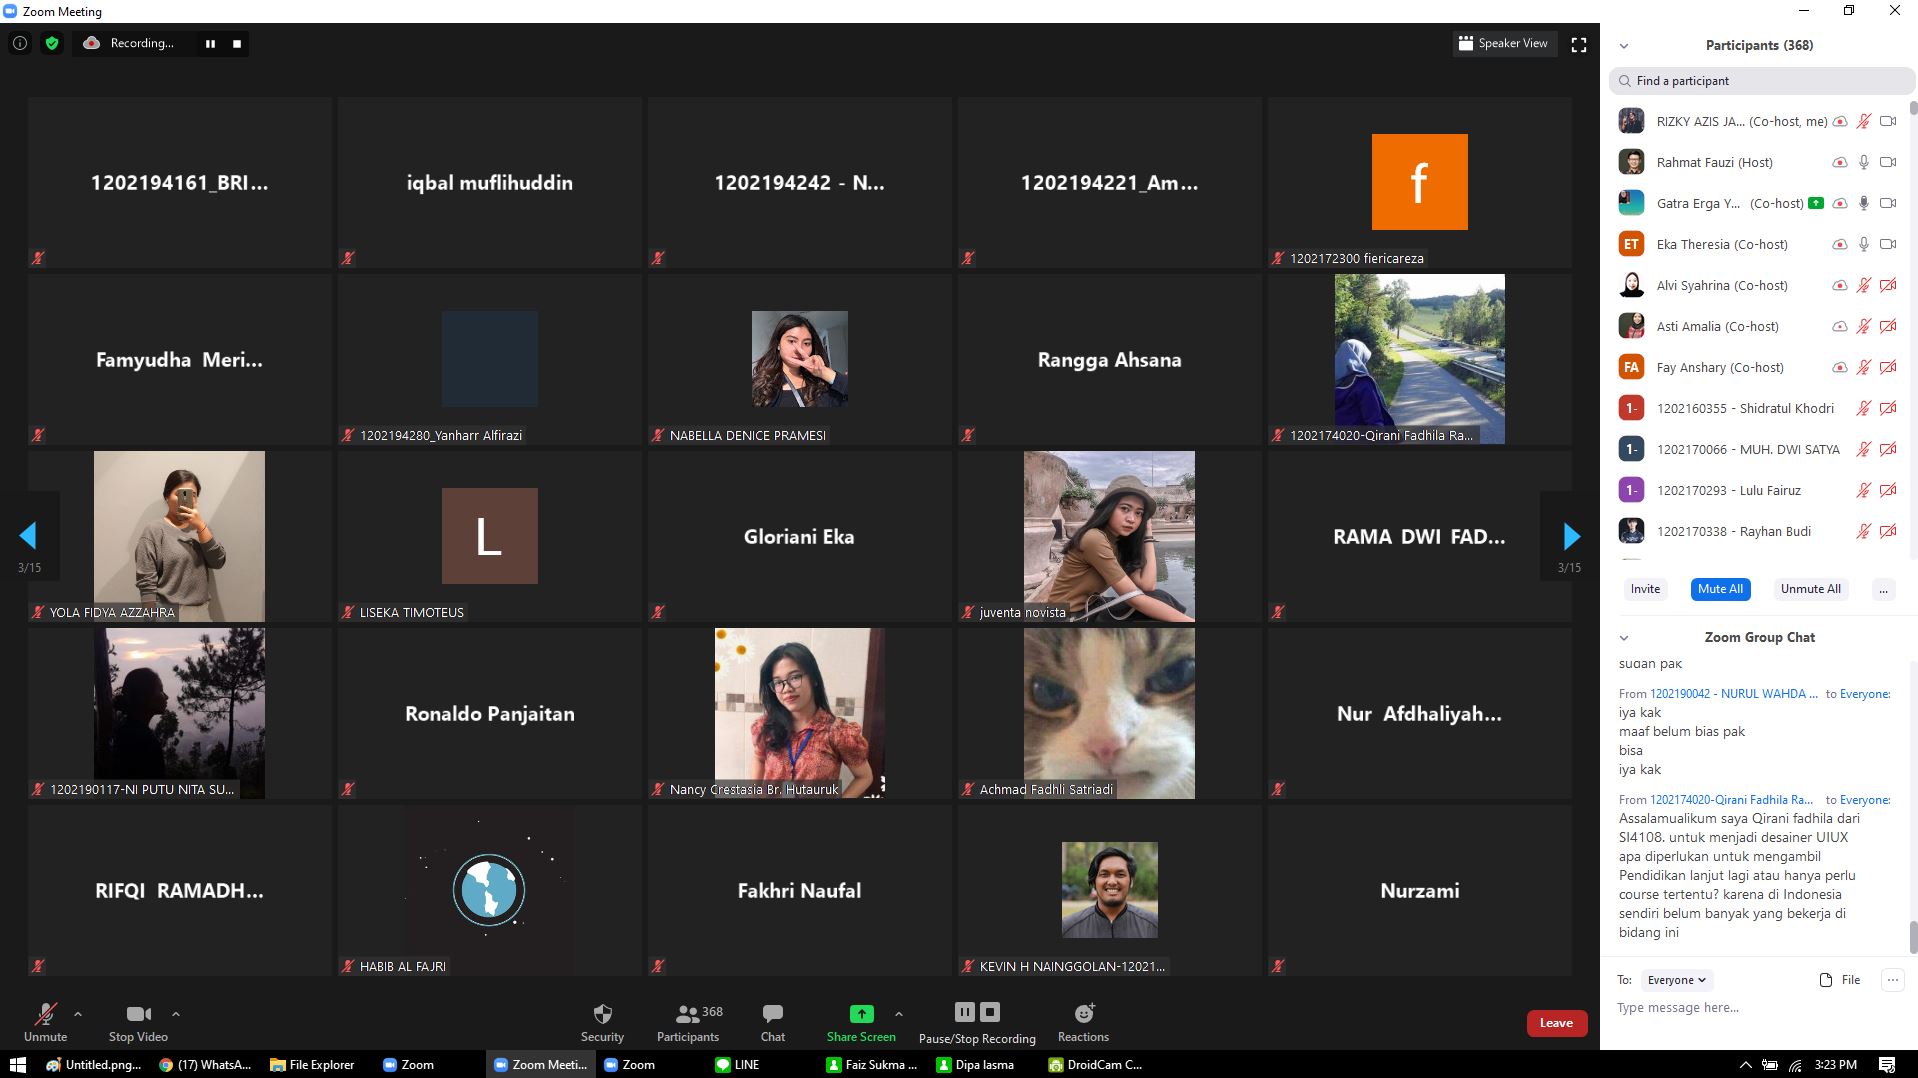 Zoom Meeting
Recording...
Speaker View
1202194161_BRI...
iqbal muflihuddin
1202194242 - N...
1202194221_Am...
f
1202172300 fiericareza
Famyudha Meri...
1202194280_Yanharr Alfirazi
NABELLA DENICE PRAMESI
Rangga Ahsana
1202174020-Qirani Fadhila Ra...
YOLA FIDYA AZZAHRA
L
LISEKA TIMOTEUS
Gloriani Eka
juventa novista
RAMA DWI FAD...
3/15
3/15
1202190117-NI PUTU NITA SU...
Ronaldo Panjaitan
Nancy Crestasia Br. Hutauruk
Achmad Fadhli Satriadi
Nur Afdhaliyah...
RIFQI RAMADH...
HABIB AL FAJRI
Fakhri Naufal
KEVIN H NAINGGOLAN-12021...
Nurzami
Unmute
Stop Video
Security
368
Participants
Chat
Share Screen
Pause/Stop Recording
Reactions
Leave
Participants (368)
Find a participant
RIZKY AZIS JA... (Co-host, me)
Rahmat Fauzi (Host)
Gatra Erga Y... (Co-host)
ET Eka Theresia (Co-host)
Alvi Syahrina (Co-host)
Asti Amalia (Co-host)
FA Fay Anshary (Co-host)
1- 1202160355 - Shidratul Khodri
1- 1202170066 - MUH. DWI SATYA
1- 1202170293 - Lulu Fairuz
1202170338 - Rayhan Budi
Invite
Mute All
Unmute All
...
Zoom Group Chat
sudah pak
From 1202190042 - NURUL WAHDA ... to Everyone:
iya kak
maaf belum bias pak
bisa
iya kak
From 1202174020-Qirani Fadhila Ra... to Everyone:
Assalamualikum saya Qirani fadhila dari
SI4108. untuk menjadi desainer UIUX
apa diperlukan untuk mengambil
Pendidikan lanjut lagi atau hanya perlu
course tertentu? karena di Indonesia
sendiri belum banyak yang bekerja di
bidang ini
To: Everyone
File
...
Type message here...
Untitled.png...
(17) WhatsA...
File Explorer
Zoom
Zoom Meeti...
Zoom
LINE
Faiz Sukma ...
Dipa lasma
DroidCam C...
3:23 PM